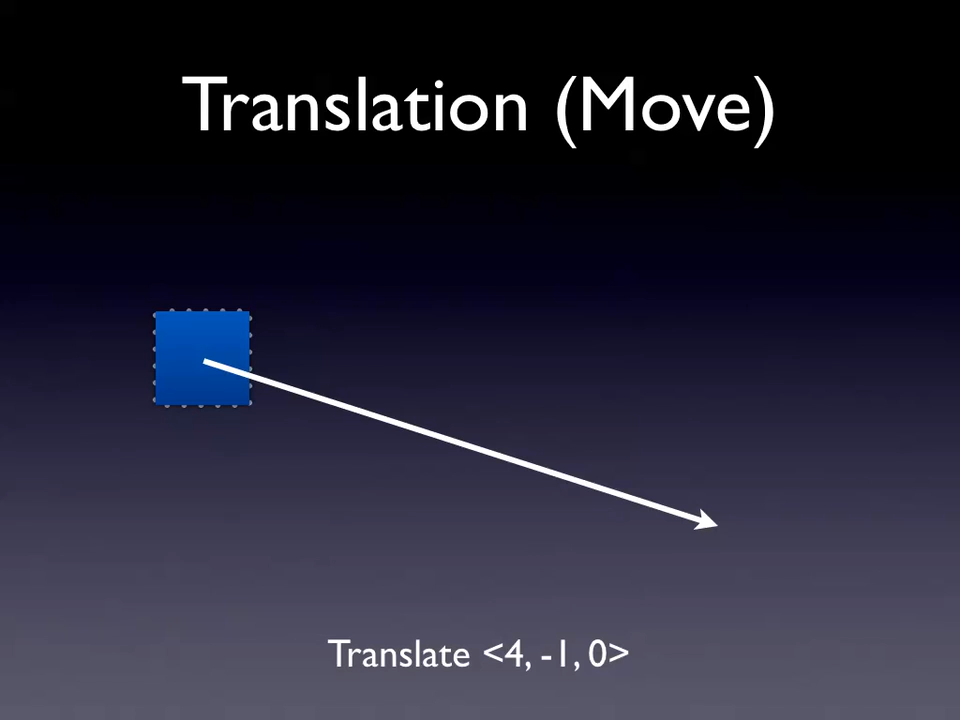 Translation (Move)
Translate <4, -1, 0>